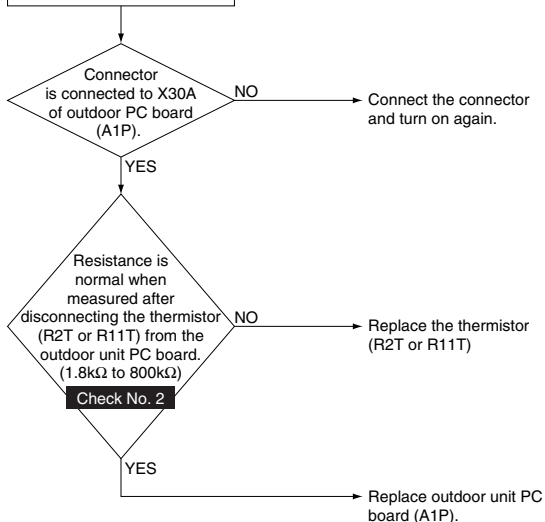 Connector
is connected to X30A
of outdoor PC board
(A1P).
NO
Connect the connector
and turn on again.
YES
Resistance is
normal when
measured after
disconnecting the thermistor
(R2T or R11T) from the
outdoor unit PC board.
(1.8kΩ to 800kΩ)
Check No. 2
NO
Replace the thermistor
(R2T or R11T)
YES
Replace outdoor unit PC
board (A1P).